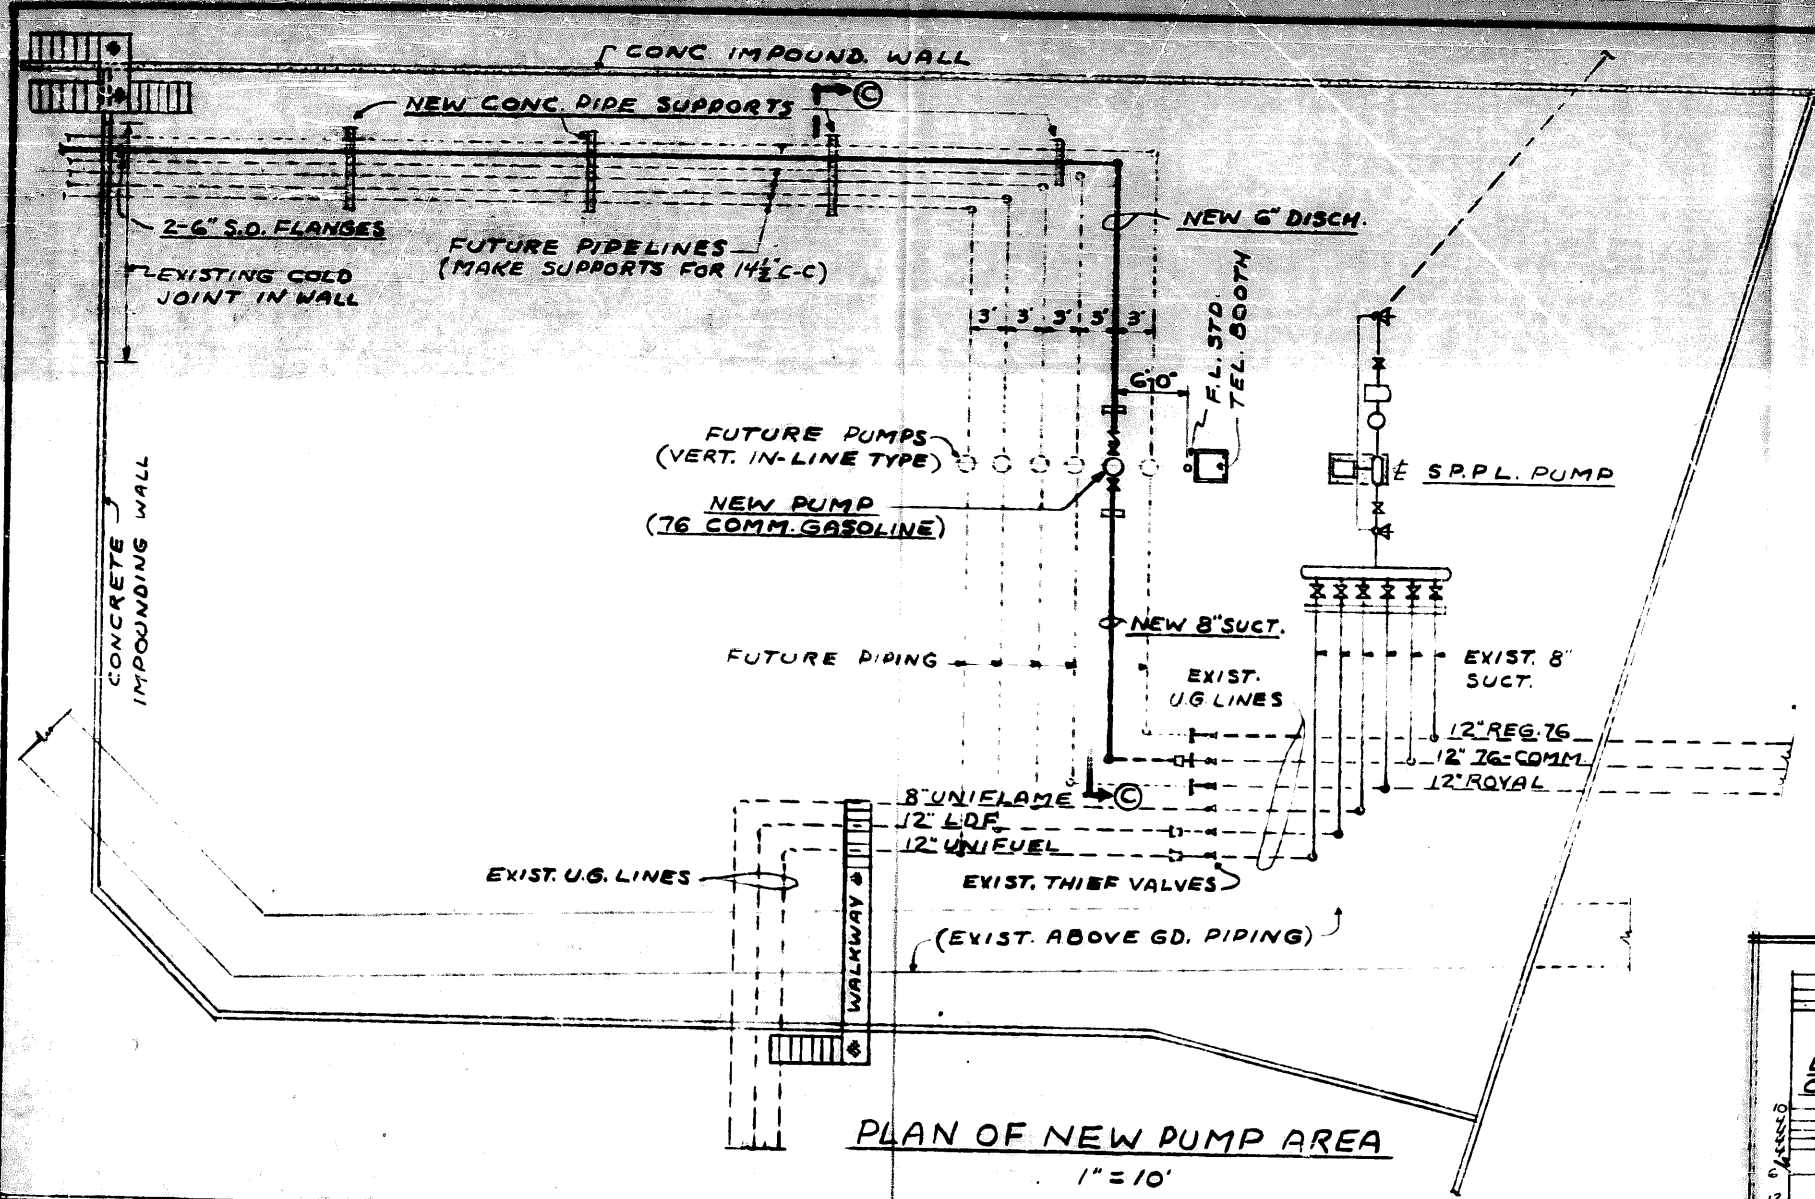 CONC IMPOUND. WALL
NEW CONC. PIPE SUPPORTS
C
2-6" S.O. FLANGES
EXISTING COLD
JOINT IN WALL
FUTURE PIPELINES
(MAKE SUPPORTS FOR 14½" C-C)
NEW 6" DISCH.
3' 3' 3' 3' 3'
6'0"
F.L. STD.
TEL. BOOTH
FUTURE PUMPS
(VERT. IN-LINE TYPE)
NEW PUMP
(76 COMM. GASOLINE)
S.P.P.L. PUMP
CONCRETE
IMPOUNDING WALL
NEW 8" SUCT.
FUTURE PIPING
EXIST.
U.G. LINES
EXIST. 8"
SUCT.
12" REG. 76
12" 76-COMM.
12" ROYAL
C
8" UNIFLAME
12" LDF
12" UNIFUEL
EXIST. U.G. LINES
EXIST. THIEF VALVES
WALKWAY
(EXIST. ABOVE GD. PIPING)
PLAN OF NEW PUMP AREA
1" = 10'